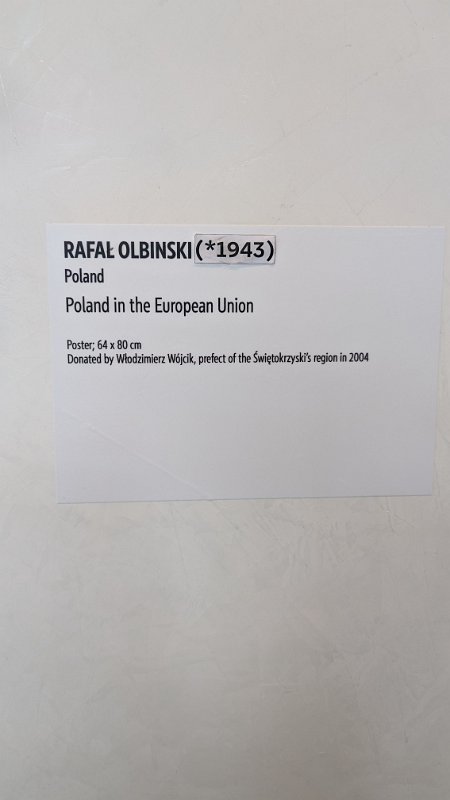 RAFAŁ OLBINSKI (*1943)
Poland
Poland in the European Union
Poster; 64 x 80 cm
Donated by Włodzimierz Wójcik, prefect of the Świętokrzyski's region in 2004